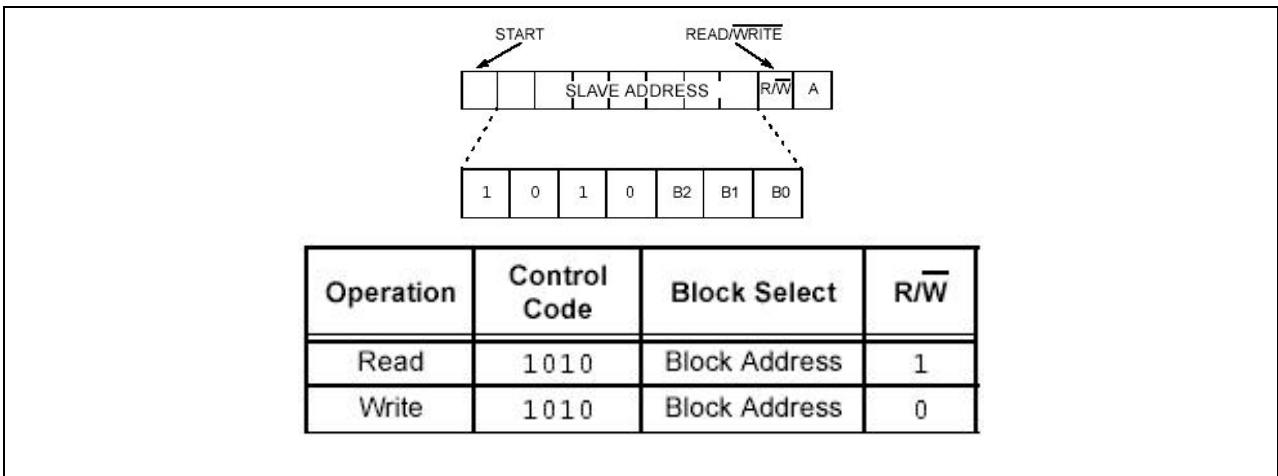 START READ/WRITE
SLAVE ADDRESS R/W A
1 0 1 0 B2 B1 B0
Operation Control Code Block Select R/W
Read 1010 Block Address 1
Write 1010 Block Address 0